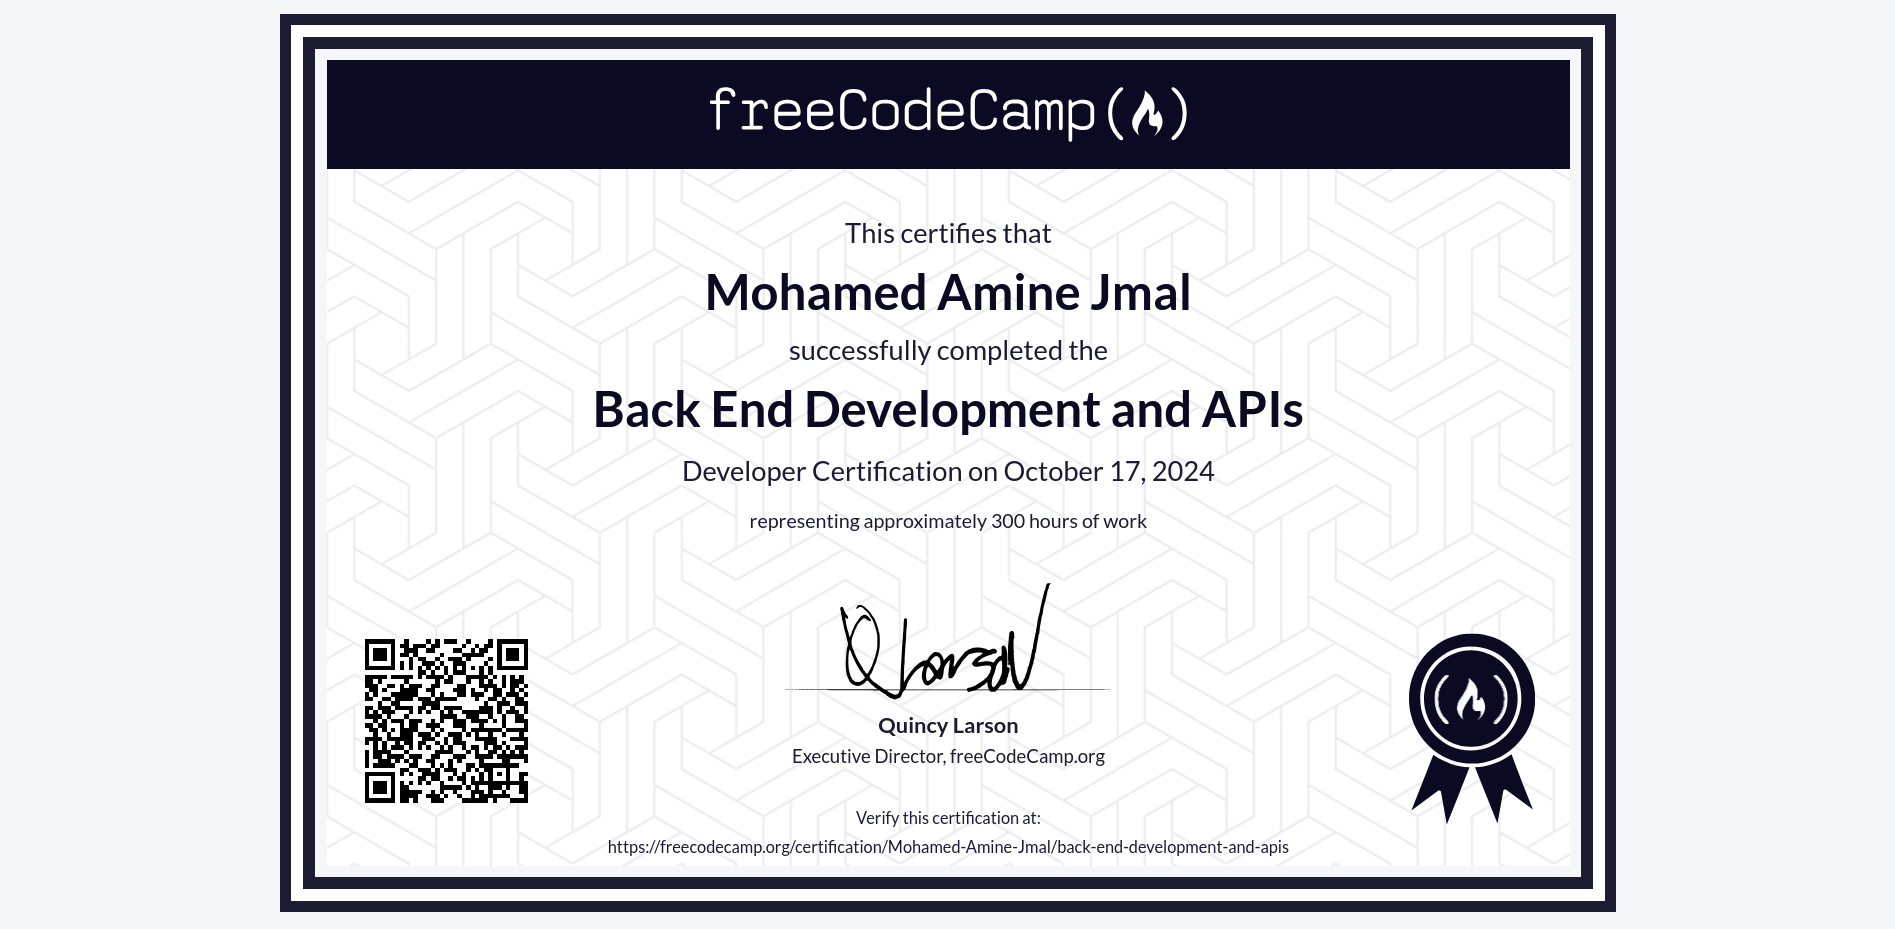 freeCodeCamp(🔥)
This certifies that
Mohamed Amine Jmal
successfully completed the
Back End Development and APIs
Developer Certification on October 17, 2024
representing approximately 300 hours of work
QLarson
Quincy Larson
Executive Director, freeCodeCamp.org
Verify this certification at:
https://freecodecamp.org/certification/Mohamed-Amine-Jmal/back-end-development-and-apis